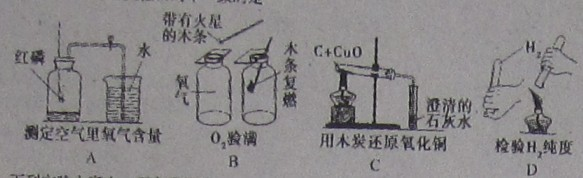 带有火星
的木条
红磷
水
氧
气
木
条
复
燃
C+CuO
澄清的
石灰水
H₂
测定空气里氧气含量
O₂验满
用木炭还原氧化铜
检验H₂纯度
A
B
C
D